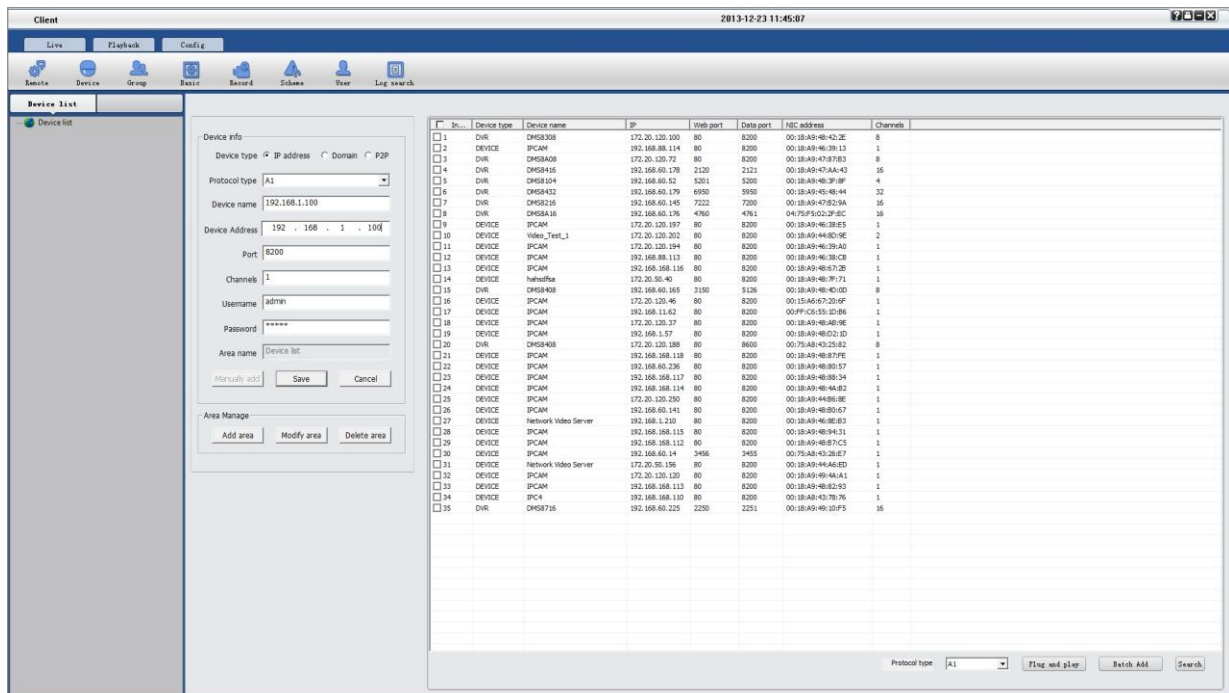 Client 2013-12-23 11:45:07
Live Playback Config
Remote Device Group Basic Record Scheme User Log search
Device list
Device list
Device info
Device type IP address Domain P2P
Protocol type A1
Device name 192.168.1.100
Device Address 192 . 168 . 1 . 100
Port 8200
Channels 1
Username admin
Password *****
Area name Device list
Manually add Save Cancel
Area Manage
Add area Modify area Delete area
In... Device type Device name IP Web port Data port NIC address Channels
1 DVR DMS8308 172.20.120.100 80 8200 00:18:A9:48:42:2E 8
2 DEVICE IPCAM 192.168.88.114 80 8200 00:18:A9:46:39:13 1
3 DVR DMS8A08 172.20.120.72 80 8200 00:18:A9:47:87:B3 8
4 DVR DMS8416 192.168.60.178 2120 2121 00:18:A9:47:AA:43 16
5 DVR DMS8104 192.168.60.52 5201 5200 00:18:A9:48:3F:8F 4
6 DVR DMS8432 192.168.60.179 6950 5950 00:18:A9:45:48:44 32
7 DVR DMS8216 192.168.60.145 7222 7200 00:18:A9:47:B2:9A 16
8 DVR DMS8A16 192.168.60.176 4760 4761 04:75:F5:02:2F:EC 16
9 DEVICE IPCAM 172.20.120.197 80 8200 00:18:A9:46:38:E5 1
10 DEVICE Video_Test_1 172.20.120.202 80 8200 00:18:A9:44:8D:9E 2
11 DEVICE IPCAM 172.20.120.194 80 8200 00:18:A9:46:39:A0 1
12 DEVICE IPCAM 192.168.88.113 80 8200 00:18:A9:46:38:CB 1
13 DEVICE IPCAM 192.168.168.116 80 8200 00:18:A9:48:67:2B 1
14 DEVICE hahsdfsa 172.20.50.40 80 8200 00:18:A9:48:7F:71 1
15 DVR DMS8408 192.168.60.165 3150 5126 00:18:A9:48:4D:0D 8
16 DEVICE IPCAM 172.20.120.46 80 8200 00:15:A6:67:20:6F 1
17 DEVICE IPCAM 192.168.11.62 80 8200 00:FF:C6:55:1D:B6 1
18 DEVICE IPCAM 172.20.120.37 80 8200 00:18:A9:48:AB:9E 1
19 DEVICE IPCAM 192.168.1.57 80 8200 00:18:A9:48:D2:1D 1
20 DVR DMS8408 172.20.120.188 80 8600 00:75:A8:43:25:82 8
21 DEVICE IPCAM 192.168.168.118 80 8200 00:18:A9:48:87:FE 1
22 DEVICE IPCAM 192.168.60.236 80 8200 00:18:A9:48:80:57 1
23 DEVICE IPCAM 192.168.168.117 80 8200 00:18:A9:48:88:34 1
24 DEVICE IPCAM 192.168.168.114 80 8200 00:18:A9:48:4A:B2 1
25 DEVICE IPCAM 172.20.120.250 80 8200 00:18:A9:44:B6:8E 1
26 DEVICE IPCAM 192.168.60.141 80 8200 00:18:A9:48:B0:67 1
27 DEVICE Network Video Server 192.168.1.210 80 8200 00:18:A9:46:8E:B3 1
28 DEVICE IPCAM 192.168.168.115 80 8200 00:18:A9:48:94:31 1
29 DEVICE IPCAM 192.168.168.112 80 8200 00:18:A9:48:B7:C5 1
30 DEVICE IPCAM 192.168.60.14 3456 3455 00:75:A8:43:26:E7 1
31 DEVICE Network Video Server 172.20.50.156 80 8200 00:18:A9:44:A6:ED 1
32 DEVICE IPCAM 172.20.120.120 80 8200 00:18:A9:49:4A:A1 1
33 DEVICE IPCAM 192.168.168.113 80 8200 00:18:A9:48:82:93 1
34 DEVICE IPC4 192.168.168.110 80 8200 00:18:A8:43:78:76 1
35 DVR DMS8716 192.168.60.225 2250 2251 00:18:A9:49:10:F5 16
Protocol type A1 Plug and play Batch Add Search